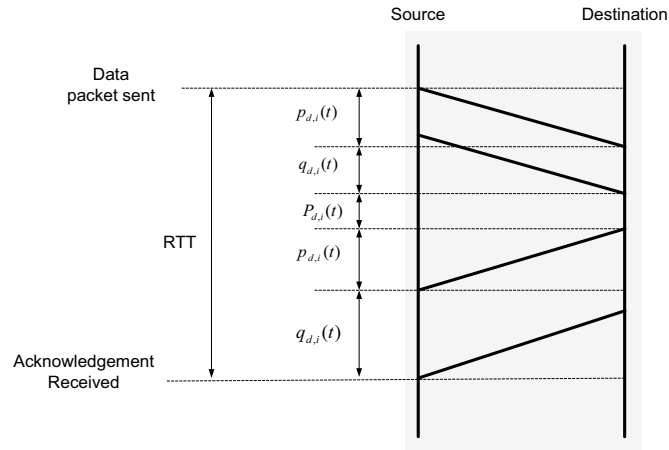 Source
Destination
Data
packet sent
p_{d,i}(t)
q_{d,i}(t)
P_{d,i}(t)
RTT
p_{d,i}(t)
q_{d,i}(t)
Acknowledgement
Received